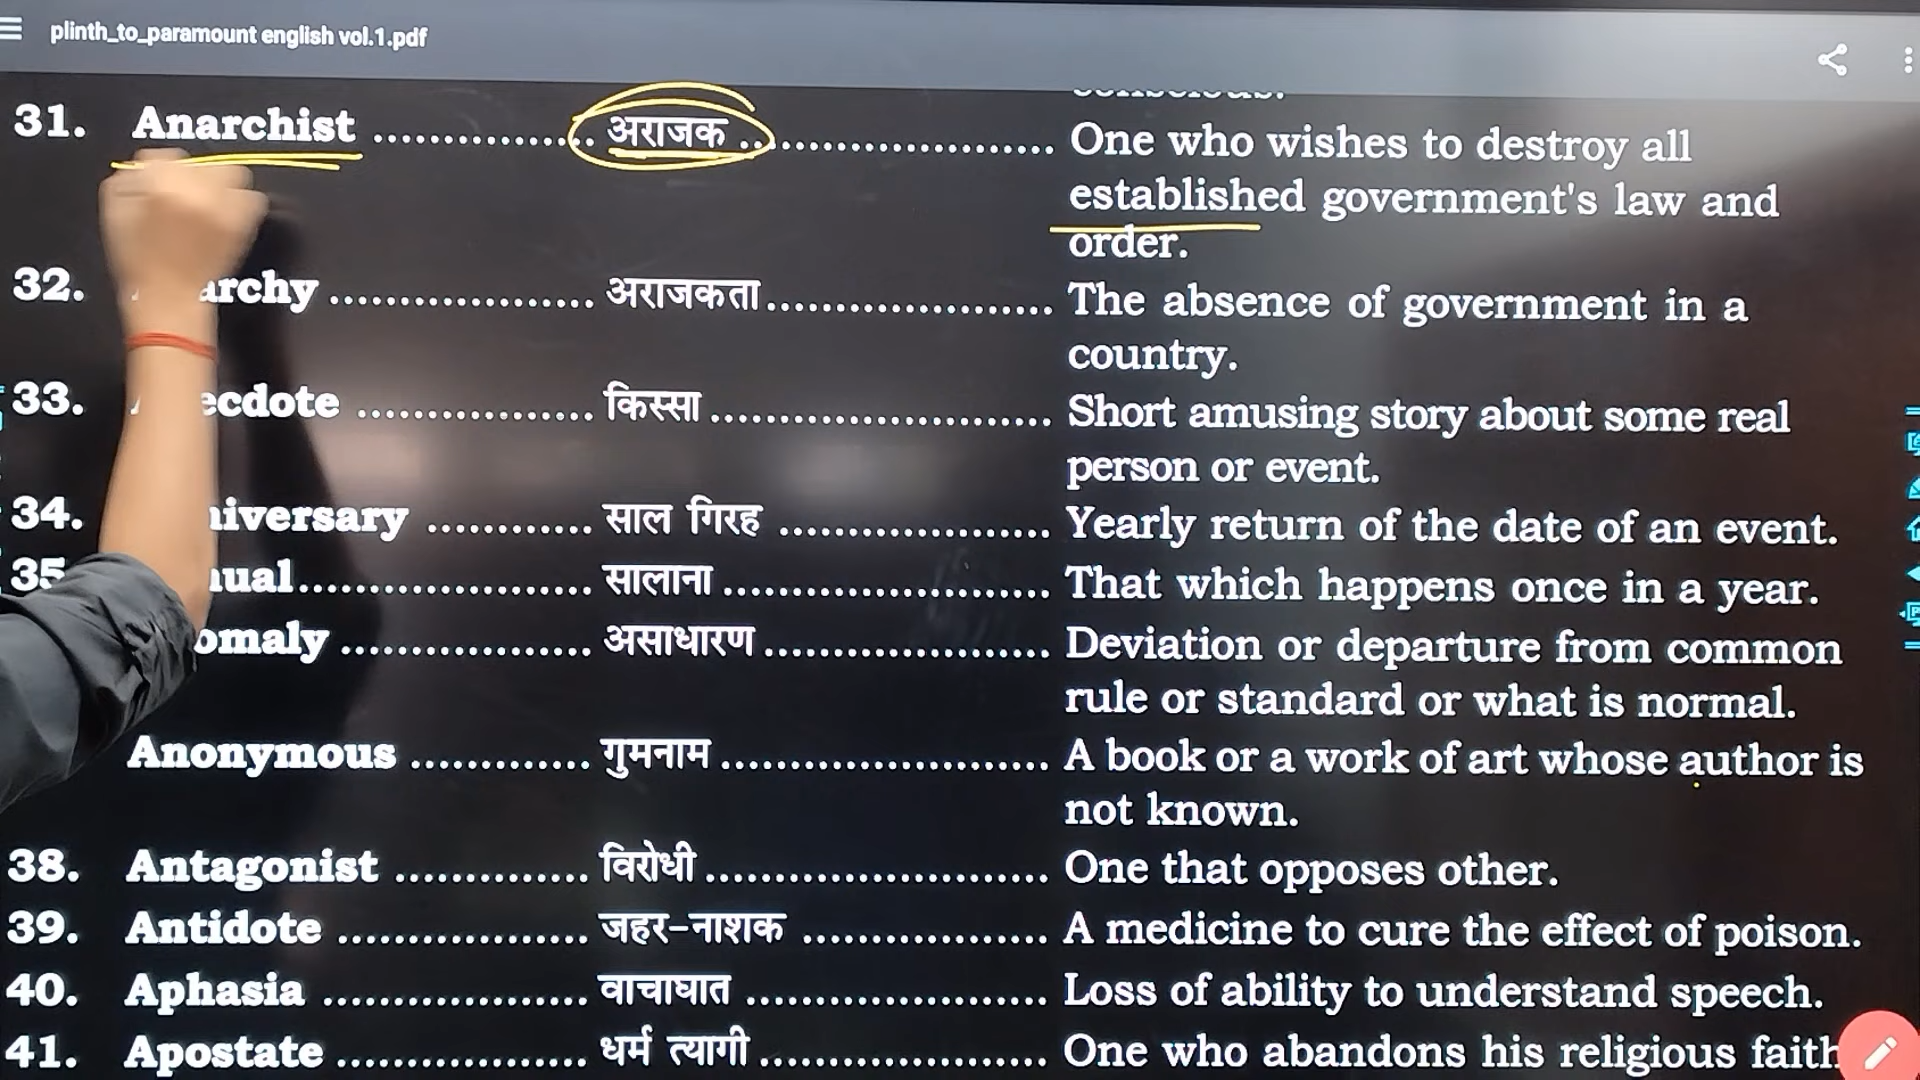 plinth_to_paramount english vol.1.pdf
31. Anarchist .............. अराजक ...................... One who wishes to destroy all
established government's law and
order.
32. archy ................... अराजकता..................... The absence of government in a
country.
33. ecdote ................. किस्सा ......................... Short amusing story about some real
person or event.
34. niversary ............ साल गिरह .................... Yearly return of the date of an event.
35 nual...................... सालाना ........................ That which happens once in a year.
omaly .................. असाधारण ..................... Deviation or departure from common
rule or standard or what is normal.
Anonymous ............. गुमनाम ........................ A book or a work of art whose author is
not known.
38. Antagonist .............. विरोधी ......................... One that opposes other.
39. Antidote .................. जहर-नाशक .................. A medicine to cure the effect of poison.
40. Aphasia .................... वाचाघात ...................... Loss of ability to understand speech.
41. Apostate ................... धर्म त्यागी ..................... One who abandons his religious faith